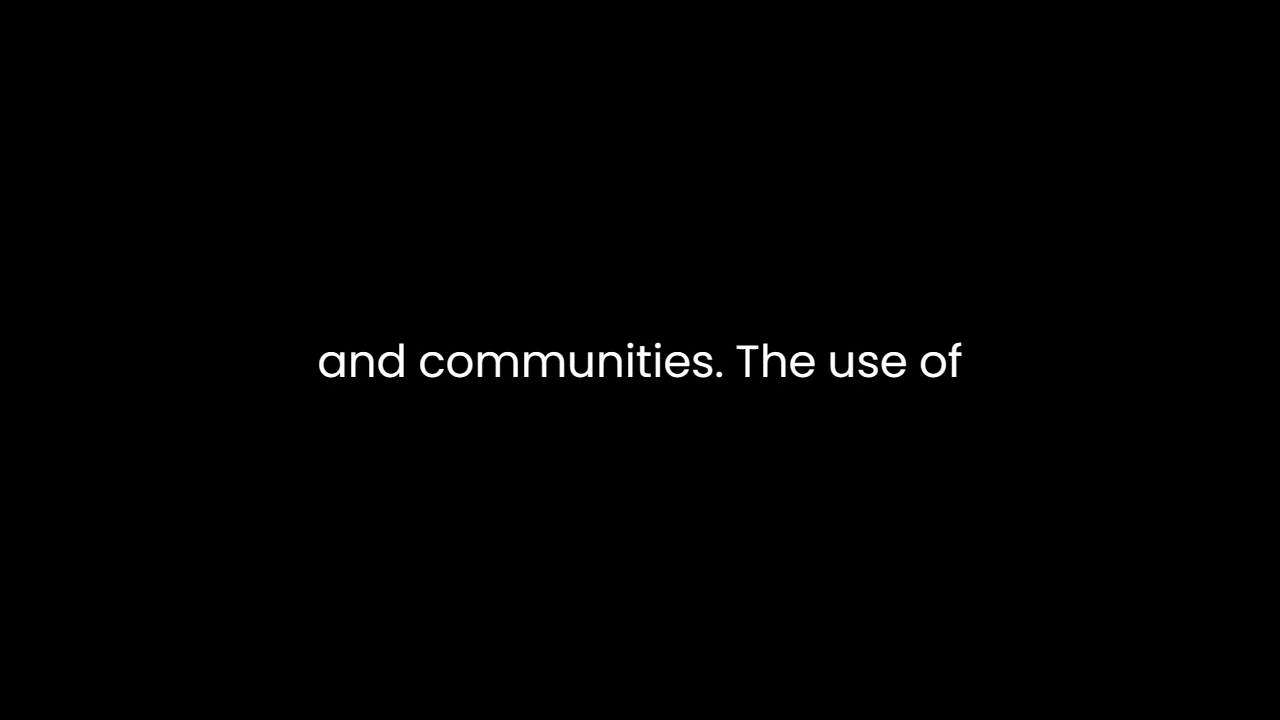 and communities. The use of